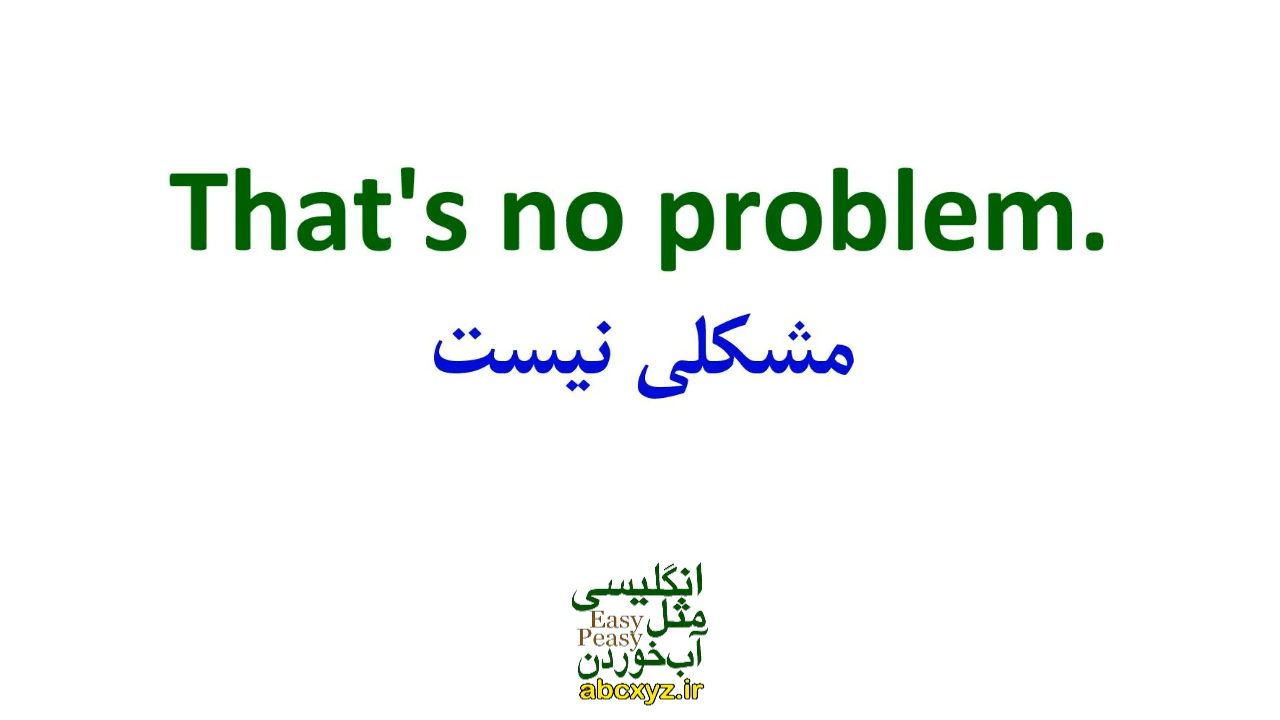 That's no problem.
مشکلی نیست
انگلیسی
مثل
Easy
Peasy
آب‌خوردن
abcxyz.ir